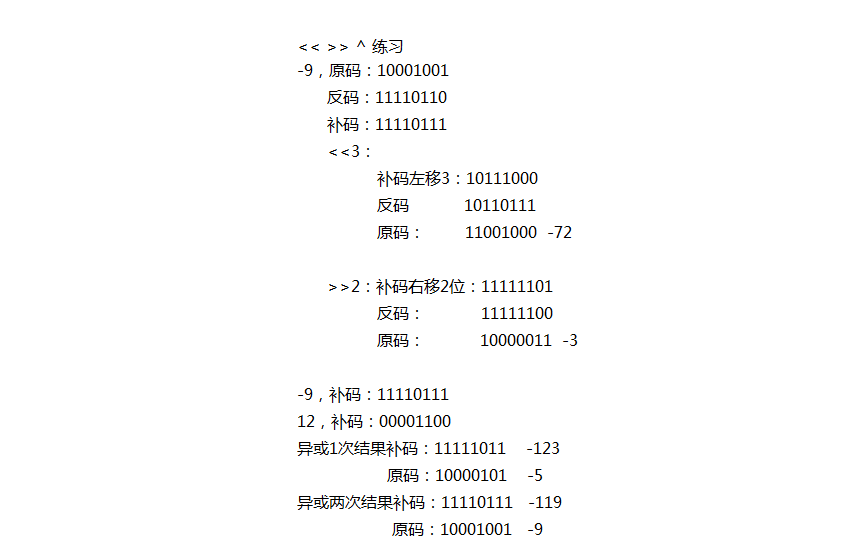 << >> ^ 练习
-9，原码：10001001
反码：11110110
补码：11110111
<<3：
补码左移3：10111000
反码 10110111
原码： 11001000 -72
>>2：补码右移2位：11111101
反码： 11111100
原码： 10000011 -3
-9，补码：11110111
12，补码：00001100
异或1次结果补码：11111011 -123
原码：10000101 -5
异或两次结果补码：11110111 -119
原码：10001001 -9